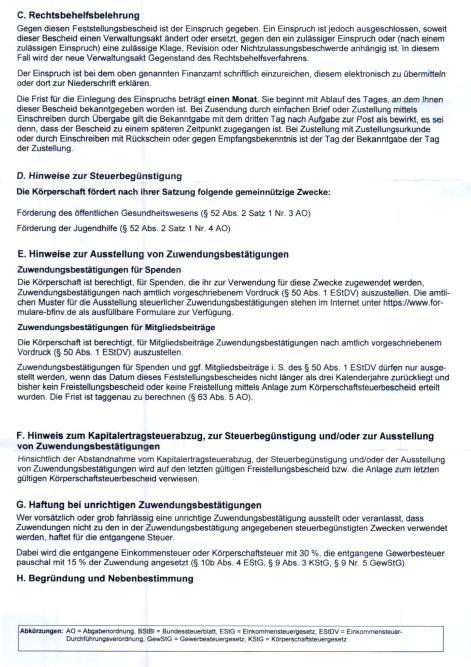 C. Rechtsbehelfsbelehrung
Gegen diesen Feststellungsbescheid ist der Einspruch gegeben. Ein Einspruch ist jedoch ausgeschlossen, soweit
dieser Bescheid einen Verwaltungsakt ändert oder ersetzt, gegen den ein zulässiger Einspruch oder (nach einem
zulässigen Einspruch) eine zulässige Klage, Revision oder Nichtzulassungsbeschwerde anhängig ist. In diesem
Fall wird der neue Verwaltungsakt Gegenstand des Rechtsbehelfsverfahrens.
Der Einspruch ist bei dem oben genannten Finanzamt schriftlich einzureichen, diesem elektronisch zu übermitteln
oder dort zur Niederschrift erklären.
Die Frist für die Einlegung des Einspruchs beträgt einen Monat. Sie beginnt mit Ablauf des Tages, an dem Ihnen
dieser Bescheid bekanntgegeben worden ist. Bei Zusendung durch einfachen Brief oder Zustellung mittels
Einschreiben durch Übergabe gilt die Bekanntgabe mit dem dritten Tag nach Aufgabe zur Post als bewirkt, es sei
denn, dass der Bescheid zu einem späteren Zeitpunkt zugegangen ist. Bei Zustellung mit Zustellungsurkunde
oder durch Einschreiben mit Rückschein oder gegen Empfangsbekenntnis ist der Tag der Bekanntgabe der Tag
der Zustellung.
D. Hinweise zur Steuerbegünstigung
Die Körperschaft fördert nach ihrer Satzung folgende gemeinnützige Zwecke:
Förderung des öffentlichen Gesundheitswesens (§ 52 Abs. 2 Satz 1 Nr. 3 AO)
Förderung der Jugendhilfe (§ 52 Abs. 2 Satz 1 Nr. 4 AO)
E. Hinweise zur Ausstellung von Zuwendungsbestätigungen
Zuwendungsbestätigungen für Spenden
Die Körperschaft ist berechtigt, für Spenden, die ihr zur Verwendung für diese Zwecke zugewendet werden,
Zuwendungsbestätigungen nach amtlich vorgeschriebenem Vordruck (§ 50 Abs. 1 EStDV) auszustellen. Die amtli-
chen Muster für die Ausstellung steuerlicher Zuwendungsbestätigungen stehen im Internet unter https://www.for-
mulare-bfinv.de als ausfüllbare Formulare zur Verfügung.
Zuwendungsbestätigungen für Mitgliedsbeiträge
Die Körperschaft ist berechtigt, für Mitgliedsbeiträge Zuwendungsbestätigungen nach amtlich vorgeschriebenem
Vordruck (§ 50 Abs. 1 EStDV) auszustellen.
Zuwendungsbestätigungen für Spenden und ggf. Mitgliedsbeiträge i. S. des § 50 Abs. 1 EStDV dürfen nur ausge-
stellt werden, wenn das Datum dieses Feststellungsbescheides nicht länger als drei Kalenderjahre zurückliegt und
bisher kein Freistellungsbescheid oder keine Freistellung mittels Anlage zum Körperschaftsteuerbescheid erteilt
wurden. Die Frist ist taggenau zu berechnen (§ 63 Abs. 5 AO).
F. Hinweis zum Kapitalertragsteuerabzug, zur Steuerbegünstigung und/oder zur Ausstellung
von Zuwendungsbestätigungen
Hinsichtlich der Abstandnahme vom Kapitalertragsteuerabzug, der Steuerbegünstigung und/oder der Ausstellung
von Zuwendungsbestätigungen wird auf den letzten gültigen Freistellungsbescheid bzw. die Anlage zum letzten
gültigen Körperschaftsteuerbescheid verwiesen.
G. Haftung bei unrichtigen Zuwendungsbestätigungen
Wer vorsätzlich oder grob fahrlässig eine unrichtige Zuwendungsbestätigung ausstellt oder veranlasst, dass
Zuwendungen nicht zu den in der Zuwendungsbestätigung angegebenen steuerbegünstigten Zwecken verwendet
werden, haftet für die entgangene Steuer.
Dabei wird die entgangene Einkommensteuer oder Körperschaftsteuer mit 30 %, die entgangene Gewerbesteuer
pauschal mit 15 % der Zuwendung angesetzt (§ 10b Abs. 4 EStG, § 9 Abs. 3 KStG, § 9 Nr. 5 GewStG).
H. Begründung und Nebenbestimmung
Abkürzungen: AO = Abgabenordnung, BStBl = Bundessteuerblatt, EStG = Einkommensteuergesetz, EStDV = Einkommensteuer-
Durchführungsverordnung, GewStG = Gewerbesteuergesetz, KStG = Körperschaftsteuergesetz